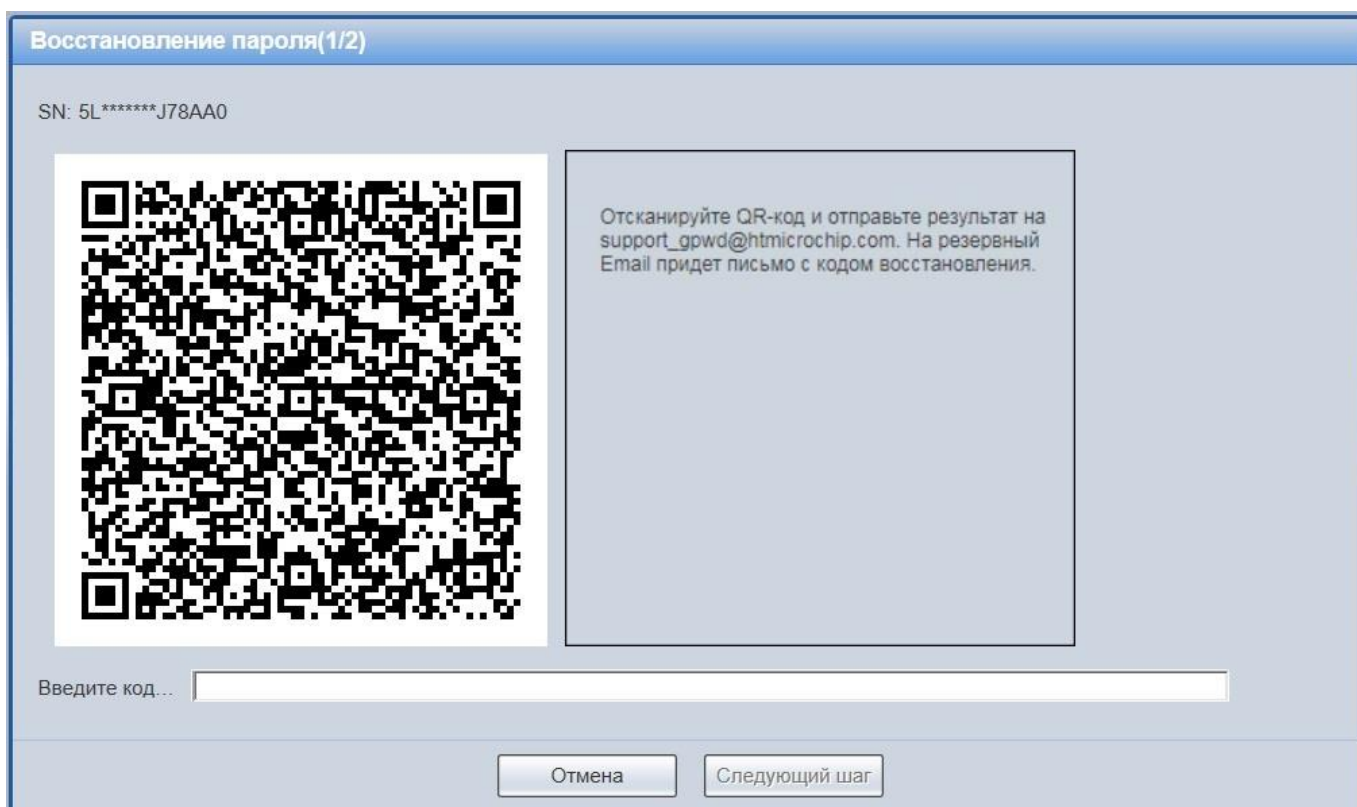 Восстановление пароля(1/2)
SN: 5L*******J78AA0
Отсканируйте QR-код и отправьте результат на
support_gpwd@htmicrochip.com. На резервный
Email придет письмо с кодом восстановления.
Введите код...
Отмена
Следующий шаг